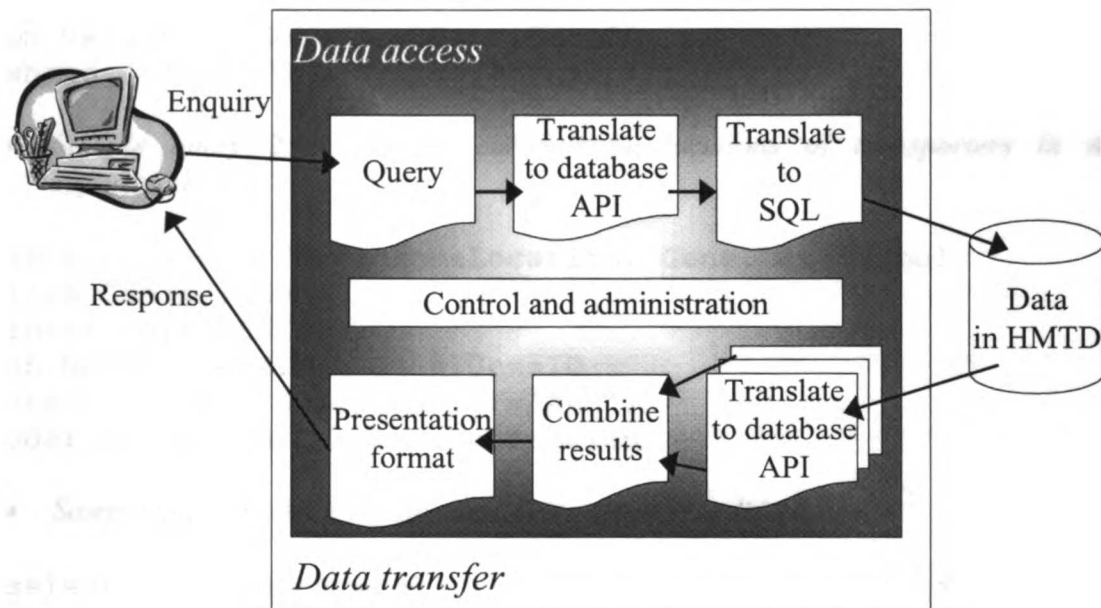 Data access
Enquiry
Query
Translate
to database
API
Translate
to
SQL
Response
Control and administration
Data
in HMTD
Presentation
format
Combine
results
Translate
to database
API
Data transfer